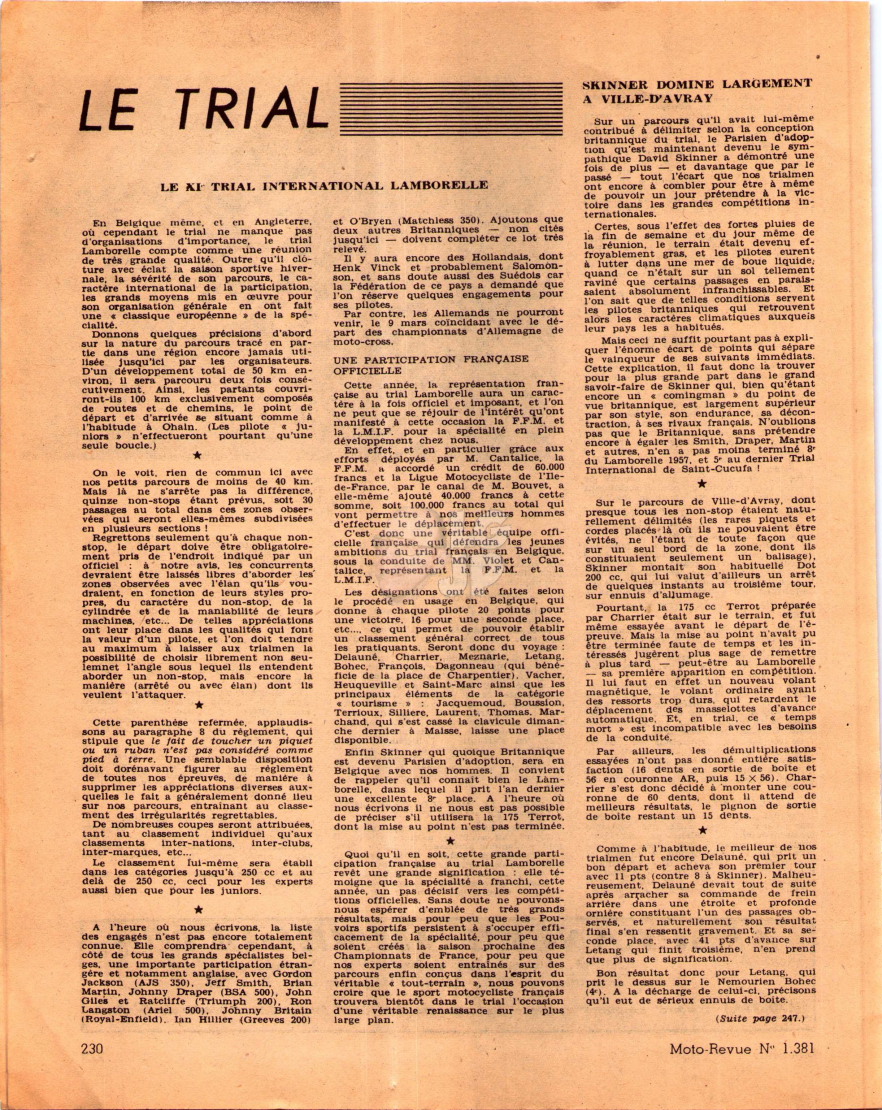 LE TRIAL
LE XIe TRIAL INTERNATIONAL LAMBORELLE
En Belgique même, et en Angleterre,
où cependant le trial ne manque pas
d'organisations d'importance, le trial
Lamborelle compte comme une réunion
de très grande qualité. Outre qu'il clô-
ture avec éclat la saison sportive hiver-
nale, la sévérité de son parcours, le ca-
ractère international de la participation,
les grands moyens mis en œuvre pour
son organisation générale en ont fait
une « classique européenne » de la spé-
cialité.
Donnons quelques précisions d'abord
sur la nature du parcours tracé en par-
tie dans une région encore jamais uti-
lisée jusqu'ici par les organisateurs.
D'un développement total de 50 km en-
viron, il sera parcouru deux fois consé-
cutivement. Ainsi, les partants couvri-
ront-ils 100 km exclusivement composés
de routes et de chemins, le point de
départ et d'arrivée se situant comme à
l'habitude à Ohain. (Les pilote « ju-
niors » n'effectueront pourtant qu'une
seule boucle.)
★
On le voit, rien de commun ici avec
nos petits parcours de moins de 40 km.
Mais là ne s'arrête pas la différence,
quinze non-stops étant prévus, soit 30
passages au total dans ces zones obser-
vées qui seront elles-mêmes subdivisées
en plusieurs sections !
Regrettons seulement qu'à chaque non-
stop, le départ doive être obligatoire-
ment pris de l'endroit indiqué par un
officiel : à notre avis, les concurrents
devraient être laissés libres d'aborder les
zones observées avec l'élan qu'ils vou-
draient, en fonction de leurs styles pro-
pres, du caractère du non-stop, de la
cylindrée et de la maniabilité de leurs
machines, etc... De telles appréciations
ont leur place dans les qualités qui font
la valeur d'un pilote, et l'on doit tendre
au maximum à laisser aux trialmen la
possibilité de choisir librement non seu-
lemnet l'angle sous lequel ils entendent
aborder un non-stop, mais encore la
manière (arrêté ou avec élan) dont ils
veulent l'attaquer.
★
Cette parenthèse refermée, applaudis-
sons au paragraphe 8 du règlement, qui
stipule que le fait de toucher un piquet
ou un ruban n'est pas considéré comme
pied à terre. Une semblable disposition
doit dorénavant figurer au règlement
de toutes nos épreuves, de manière à
supprimer les appréciations diverses aux-
quelles le fait a généralement donné lieu
sur nos parcours, entraînant au classe-
ment des irrégularités regrettables.
De nombreuses coupes seront attribuées,
tant au classement individuel qu'aux
classements inter-nations, inter-clubs,
inter-marques, etc...
Le classement lui-même sera établi
dans les catégories jusqu'à 250 cc et au
delà de 250 cc, ceci pour les experts
aussi bien que pour les juniors.
★
A l'heure où nous écrivons, la liste
des engagés n'est pas encore totalement
connue. Elle comprendra cependant, à
côté de tous les grands spécialistes bel-
ges, une importante participation étran-
gère et notamment anglaise, avec Gordon
Jackson (AJS 350), Jeff Smith, Brian
Martin, Johnny Draper (BSA 500), John
Giles et Ratcliffe (Triumph 200), Ron
Langston (Ariel 500), Johnny Britain
(Royal-Enfield), Ian Hillier (Greeves 200)
et O'Bryen (Matchless 350). Ajoutons que
deux autres Britanniques — non cités
jusqu'ici — doivent compléter ce lot très
relevé.
Il y aura encore des Hollandais, dont
Henk Vinck et probablement Salomon-
son, et sans doute aussi des Suédois car
la Fédération de ce pays a demandé que
l'on réserve quelques engagements pour
ses pilotes.
Par contre, les Allemands ne pourront
venir, le 9 mars coïncidant avec le dé-
part des championnats d'Allemagne de
moto-cross.
UNE PARTICIPATION FRANÇAISE
OFFICIELLE
Cette année, la représentation fran-
çaise au trial Lamborelle aura un carac-
tère à la fois officiel et imposant, et l'on
ne peut que se réjouir de l'intérêt qu'ont
manifesté à cette occasion la F.F.M. et
la L.M.I.F. pour la spécialité en plein
développement chez nous.
En effet, et en particulier grâce aux
efforts déployés par M. Cantalice, la
F.F.M. a accordé un crédit de 60.000
francs et la Ligue Motocycliste de l'Ile-
de-France, par le canal de M. Bouvet, a
elle-même ajouté 40.000 francs à cette
somme, soit 100.000 francs au total qui
vont permettre à nos meilleurs hommes
d'effectuer le déplacement.
C'est donc une véritable équipe offi-
cielle française qui défendra les jeunes
ambitions du trial français en Belgique,
sous la conduite de MM. Violet et Can-
talice, représentant la F.F.M. et la
L.M.I.F.
Les désignations ont été faites selon
le procédé en usage en Belgique, qui
donne à chaque pilote 20 points pour
une victoire, 16 pour une seconde place,
etc..., ce qui permet de pouvoir établir
un classement général correct de tous
les pratiquants. Seront donc du voyage :
Delauné, Charrier, Meznarie, Letang,
Bohec, François, Dagonneau (qui béné-
ficie de la place de Charpentier), Vacher,
Heuqueville et Saint-Marc ainsi que les
principaux éléments de la catégorie
« tourisme » : Jacquemoud, Boussion,
Terrioux, Silliere, Laurent, Thomas. Mar-
chand, qui s'est cassé la clavicule diman-
che dernier à Maisse, laisse une place
disponible.
Enfin Skinner qui quoique Britannique
est devenu Parisien d'adoption, sera en
Belgique avec nos hommes. Il convient
de rappeler qu'il connaît bien le Lam-
borelle, dans lequel il prit l'an dernier
une excellente 8e place. A l'heure où
nous écrivons il ne nous est pas possible
de préciser s'il utilisera la 175 Terrot,
dont la mise au point n'est pas terminée.
★
Quoi qu'il en soit, cette grande parti-
cipation française au trial Lamborelle
revêt une grande signification : elle té-
moigne que la spécialité a franchi, cette
année, un pas décisif vers les compéti-
tions officielles. Sans doute ne pouvons-
nous espérer d'emblée de très grands
résultats, mais pour peu que les Pou-
voirs sportifs persistent à s'occuper effi-
cacement de la spécialité, pour peu que
soient créés la saison prochaine des
Championnats de France, pour peu que
nos experts soient entraînés sur des
parcours enfin conçus dans l'esprit du
véritable « tout-terrain », nous pouvons
croire que le sport motocycliste français
trouvera bientôt dans le trial l'occasion
d'une véritable renaissance sur le plus
large plan.
SKINNER DOMINE LARGEMENT
A VILLE-D'AVRAY
Sur un parcours qu'il avait lui-même
contribué à délimiter selon la conception
britannique du trial, le Parisien d'adop-
tion qu'est maintenant devenu le sym-
pathique David Skinner a démontré une
fois de plus — et davantage que par le
passé — tout l'écart que nos trialmen
ont encore à combler pour être à même
de pouvoir un jour prétendre à la vic-
toire dans les grandes compétitions in-
ternationales.
Certes, sous l'effet des fortes pluies de
la fin de semaine et du jour même de
la réunion, le terrain était devenu ef-
froyablement gras, et les pilotes eurent
à lutter dans une mer de boue liquide;
quand ce n'était sur un sol tellement
raviné que certains passages en parais-
saient absolument infranchissables. Et
l'on sait que de telles conditions servent
les pilotes britanniques qui retrouvent
alors les caractères climatiques auxquels
leur pays les a habitués.
Mais ceci ne suffit pourtant pas à expli-
quer l'énorme écart de points qui sépare
le vainqueur de ses suivants immédiats.
Cette explication, il faut donc la trouver
pour la plus grande part dans le grand
savoir-faire de Skinner qui, bien qu'étant
encore un « comingman » du point de
vue britannique, est largement supérieur
par son style, son endurance, sa décon-
traction, à ses rivaux français. N'oublions
pas que le Britannique, sans prétendre
encore à égaler les Smith, Draper, Martin
et autres, n'en a pas moins terminé 8e
du Lamborelle 1957, et 5e au dernier Trial
International de Saint-Cucufa !
★
Sur le parcours de Ville-d'Avray, dont
presque tous les non-stop étaient natu-
rellement délimités (les rares piquets et
cordes placés là où ils ne pouvaient être
évités, ne l'étant de toute façon que
sur un seul bord de la zone, dont ils
constituaient seulement un balisage),
Skinner montait son habituelle Dot
200 cc, qui lui valut d'ailleurs un arrêt
de quelques instants au troisième tour,
sur ennuis d'allumage.
Pourtant, la 175 cc Terrot préparée
par Charrier était sur le terrain, et fut
même essayée avant le départ de l'é-
preuve. Mais la mise au point n'avait pu
être terminée faute de temps et les in-
téressés jugèrent plus sage de remettre
à plus tard — peut-être au Lamborelle
— sa première apparition en compétition.
Il lui faut en effet un nouveau volant
magnétique, le volant ordinaire ayant
des ressorts trop durs, qui retardent le
déplacement des masselottes d'avance
automatique. Et, en trial, ce « temps
mort » est incompatible avec les besoins
de la conduite.
Par ailleurs, les démultiplications
essayées n'ont pas donné entière satis-
faction (16 dents en sortie de boîte et
56 en couronne AR, puis 15 × 56). Char-
rier s'est donc décidé à monter une cou-
ronne de 60 dents, dont il attend de
meilleurs résultats, le pignon de sortie
de boîte restant un 15 dents.
★
Comme à l'habitude, le meilleur de nos
trialmen fut encore Delauné, qui prit un
bon départ et acheva son premier tour
avec 11 pts (contre 8 à Skinner). Malheu-
reusement, Delauné devait tout de suite
après arracher sa commande de frein
arrière dans une étroite et profonde
ornière constituant l'un des passages ob-
servés, et naturellement son résultat
final s'en ressentit gravement. Et sa se-
conde place, avec 41 pts d'avance sur
Letang qui finit troisième, n'en prend
que plus de signification.
Bon résultat donc pour Letang, qui
prit le dessus sur le Nemourien Bohec
(4e). A la décharge de celui-ci, précisons
qu'il eut de sérieux ennuis de boîte.
(Suite page 247.)
230
Moto-Revue N° 1.381